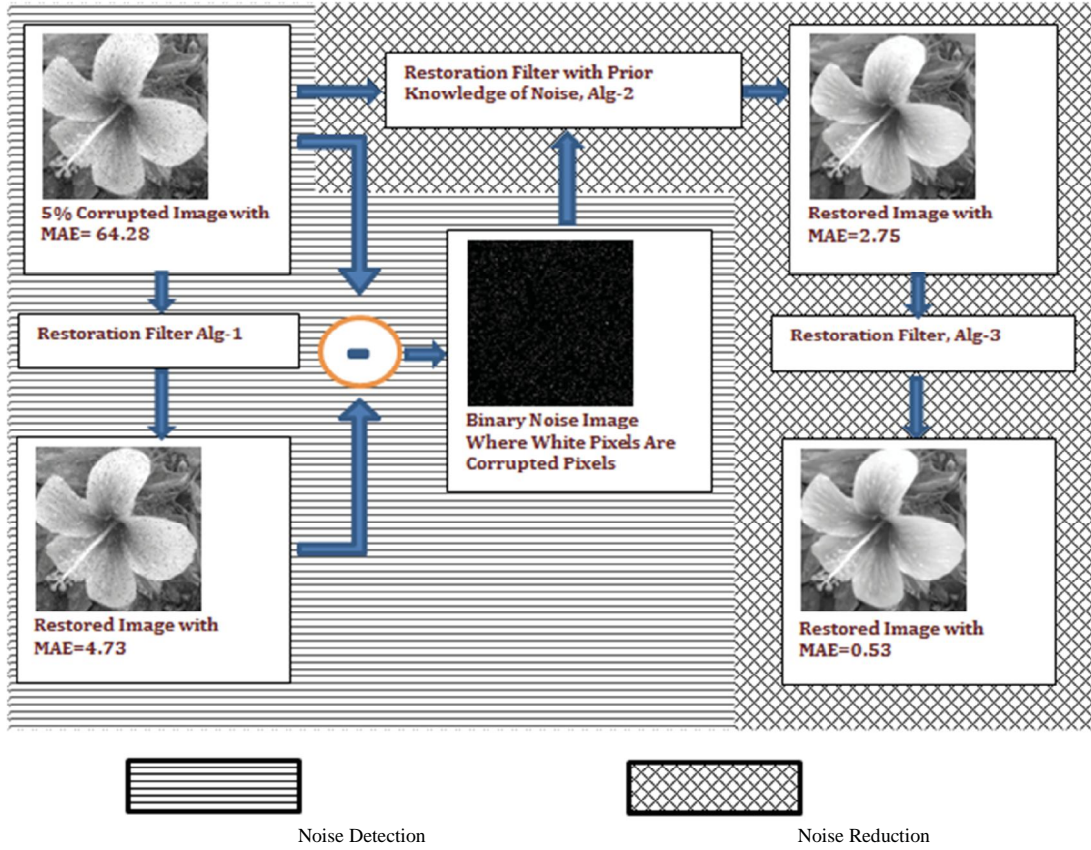 5% Corrupted Image with
MAE= 64.28
Restoration Filter with Prior
Knowledge of Noise, Alg-2
Restored Image with
MAE=2.75
Restoration Filter Alg-1
-
Binary Noise Image
Where White Pixels Are
Corrupted Pixels
Restoration Filter, Alg-3
Restored Image with
MAE=4.73
Restored Image with
MAE=0.53
Noise Detection
Noise Reduction